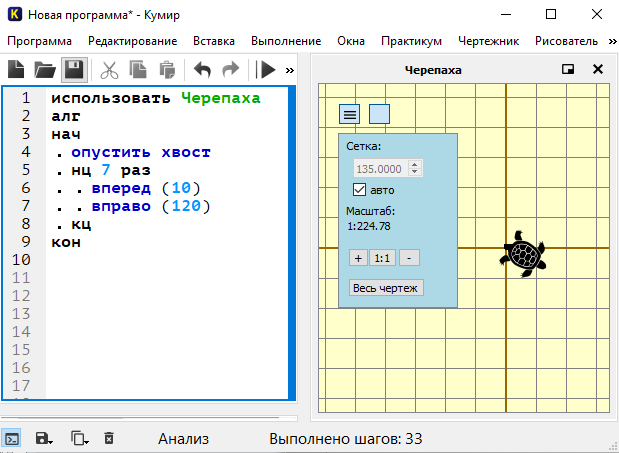 Новая программа* - Кумир
Программа Редактирование Вставка Выполнение Окна Практикум Чертежник Рисователь »
» Черепаха
1 использовать Черепаха
2 алг
3 нач
4 . опустить хвост
5 . нц 7 раз
6 . . вперед (10)
7 . . вправо (120)
8 . кц
9 кон
10
11
12
13
14
15
16
17
Сетка:
135.0000
авто
Масштаб:
1:224.78
+ 1:1 -
Весь чертеж
Анализ Выполнено шагов: 33